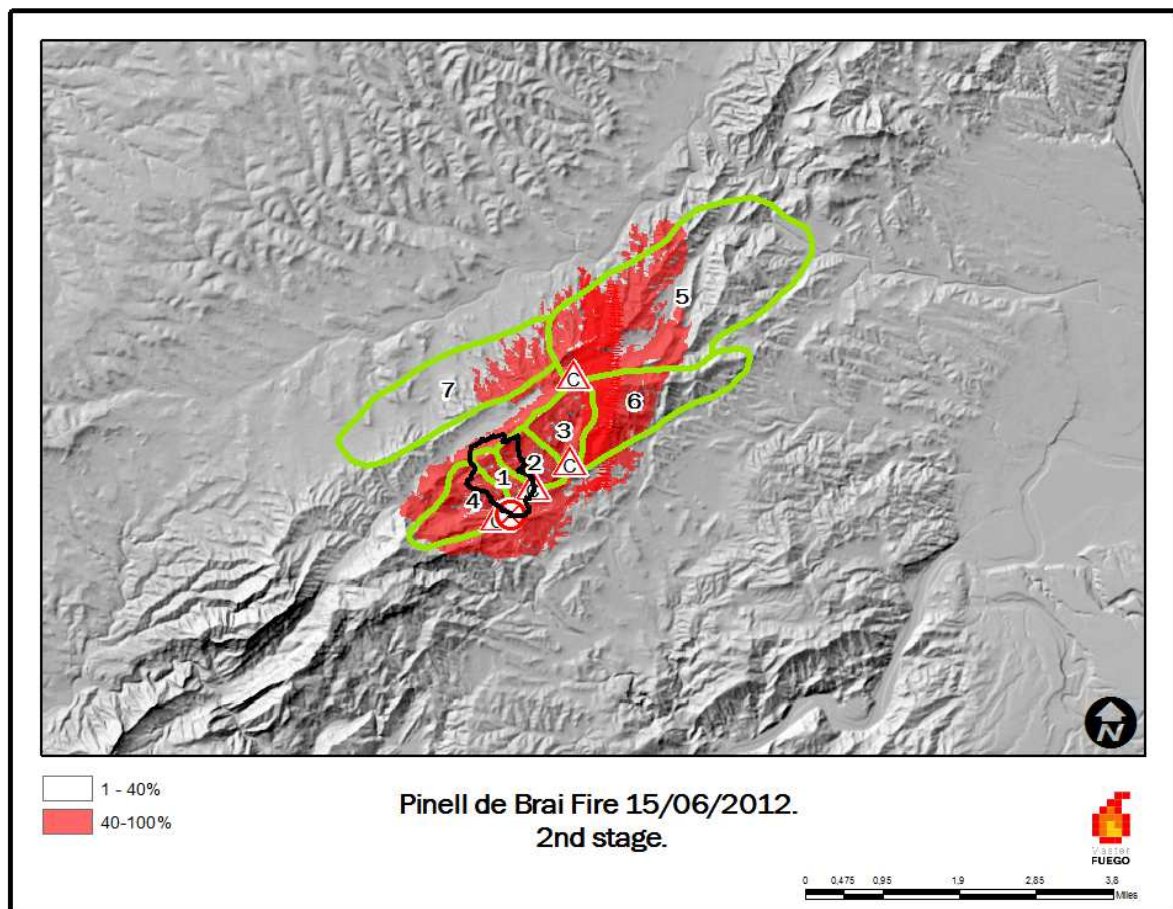 5
7
C
6
3
2
C
1
C
4
C
N
1 - 40%
40-100%
Pinell de Brai Fire 15/06/2012.
2nd stage.
Master
FUEGO
0 0,475 0,95 1,9 2,85 3,8
Miles